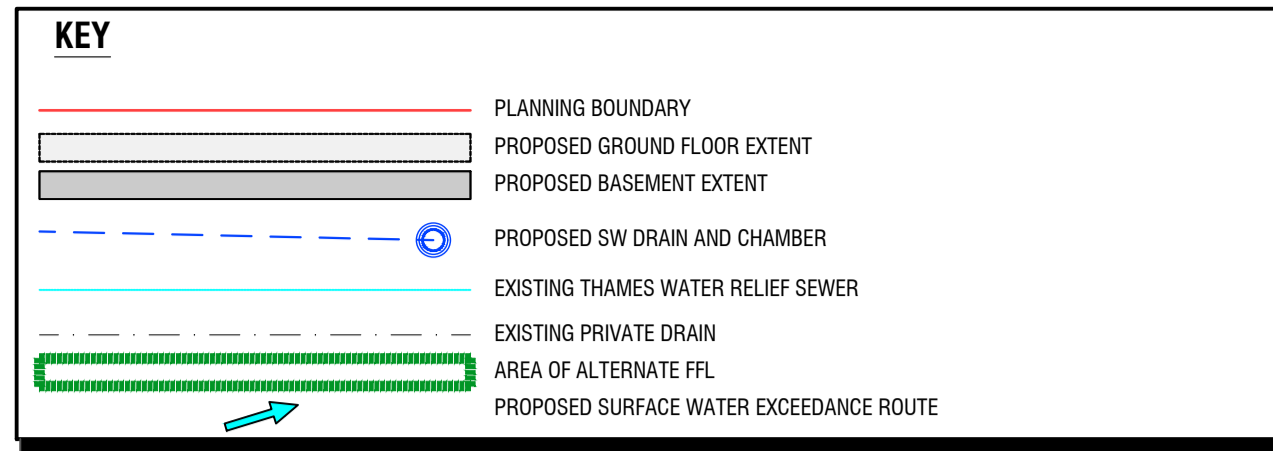 KEY
PLANNING BOUNDARY
PROPOSED GROUND FLOOR EXTENT
PROPOSED BASEMENT EXTENT
PROPOSED SW DRAIN AND CHAMBER
EXISTING THAMES WATER RELIEF SEWER
EXISTING PRIVATE DRAIN
AREA OF ALTERNATE FFL
PROPOSED SURFACE WATER EXCEEDANCE ROUTE